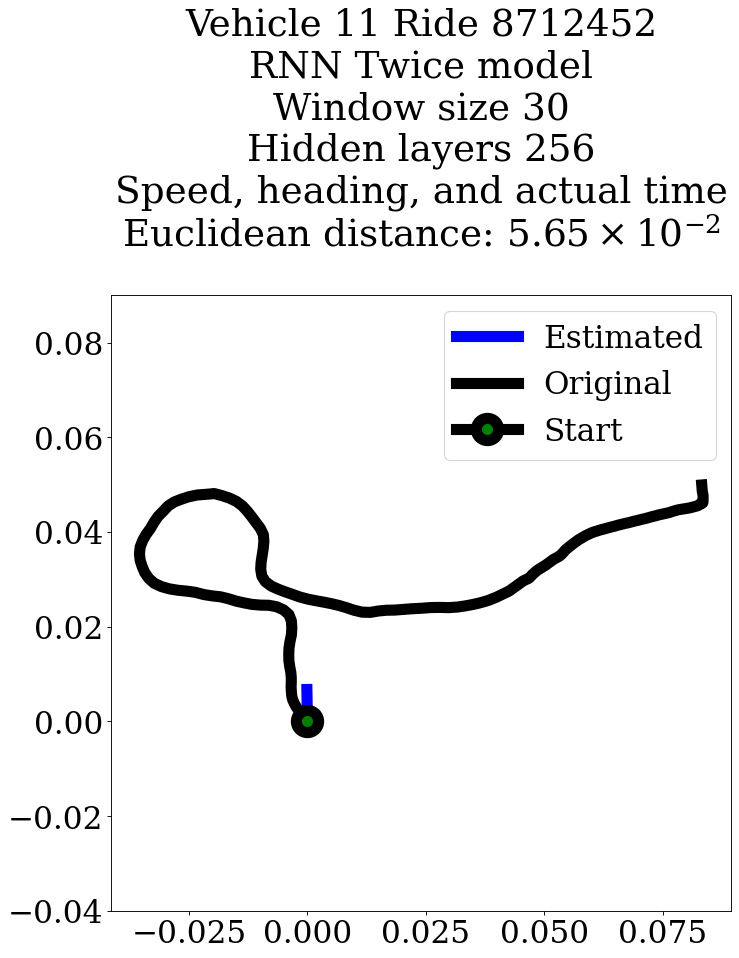 Vehicle 11 Ride 8712452
RNN Twice model
Window size 30
Hidden layers 256
Speed, heading, and actual time
Euclidean distance: 5.65 × 10⁻²
Estimated
Original
Start
0.08
0.06
0.04
0.02
0.00
−0.02
−0.04
−0.025 0.000 0.025 0.050 0.075